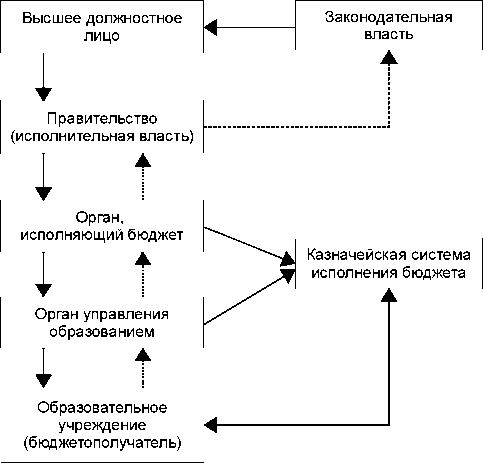 Высшее должностное
лицо
Законодательная
власть
Правительство
(исполнительная власть)
Орган,
исполняющий бюджет
Казначейская система
исполнения бюджета
Орган управления
образованием
Образовательное
учреждение
(бюджетополучатель)